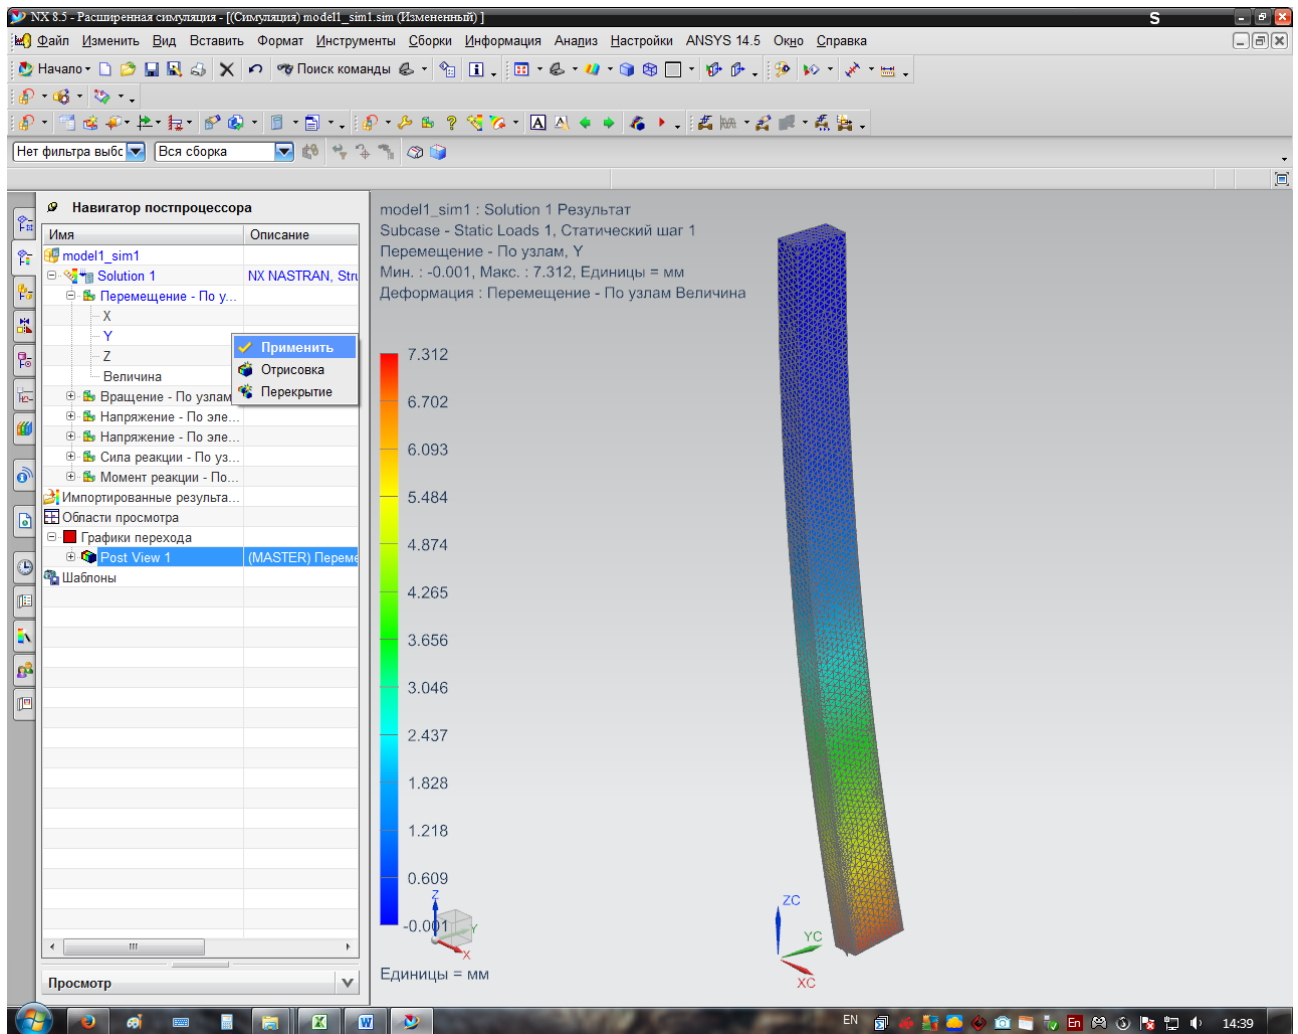 NX 8.5 - Расширенная симуляция - [(Симуляция) model1_sim1.sim (Измененный) ]
S
Файл Изменить Вид Вставить Формат Инструменты Сборки Информация Анализ Настройки ANSYS 14.5 Окно Справка
Начало Поиск команды
Нет фильтра выбс Вся сборка
Навигатор постпроцессора
Имя Описание
model1_sim1
Solution 1 NX NASTRAN, Stru
Перемещение - По у...
X
Y
Z
Величина
Применить
Отрисовка
Перекрытие
Вращение - По узлам
Напряжение - По эле...
Напряжение - По эле...
Сила реакции - По уз...
Момент реакции - По...
Импортированные результа...
Области просмотра
Графики перехода
Post View 1 (MASTER) Переме
Шаблоны
Просмотр
model1_sim1 : Solution 1 Результат
Subcase - Static Loads 1, Статический шаг 1
Перемещение - По узлам, Y
Мин. : -0.001, Макс. : 7.312, Единицы = мм
Деформация : Перемещение - По узлам Величина
7.312
6.702
6.093
5.484
4.874
4.265
3.656
3.046
2.437
1.828
1.218
0.609
-0.001
Z
Y
X
Единицы = мм
ZC
YC
XC
EN En 14:39